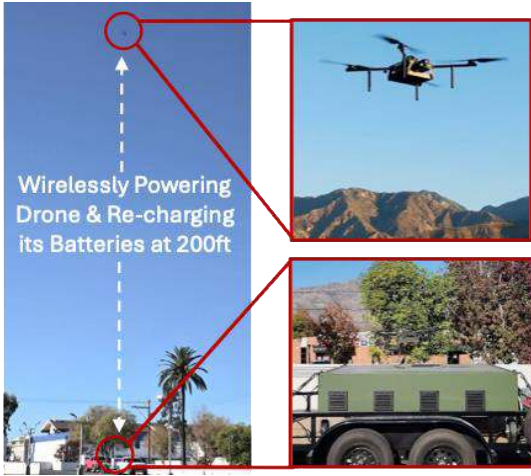 Wirelessly Powering
Drone & Re-charging
its Batteries at 200ft